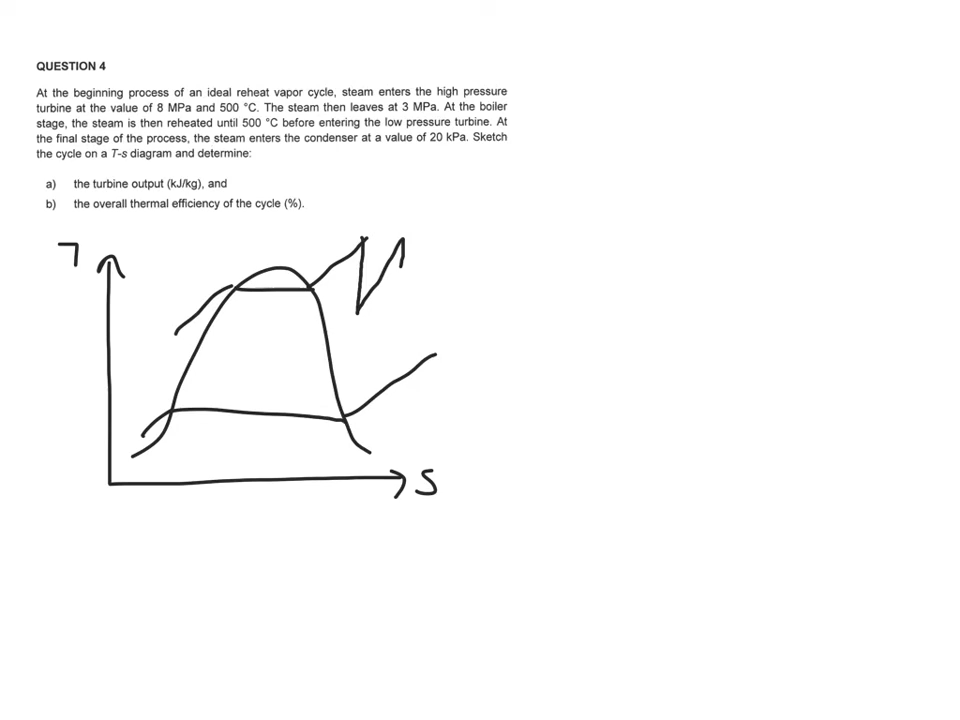 QUESTION 4
At the beginning process of an ideal reheat vapor cycle, steam enters the high pressure
turbine at the value of 8 MPa and 500 °C. The steam then leaves at 3 MPa. At the boiler
stage, the steam is then reheated until 500 °C before entering the low pressure turbine. At
the final stage of the process, the steam enters the condenser at a value of 20 kPa. Sketch
the cycle on a T-s diagram and determine:
a) the turbine output (kJ/kg), and
b) the overall thermal efficiency of the cycle (%).
T
S